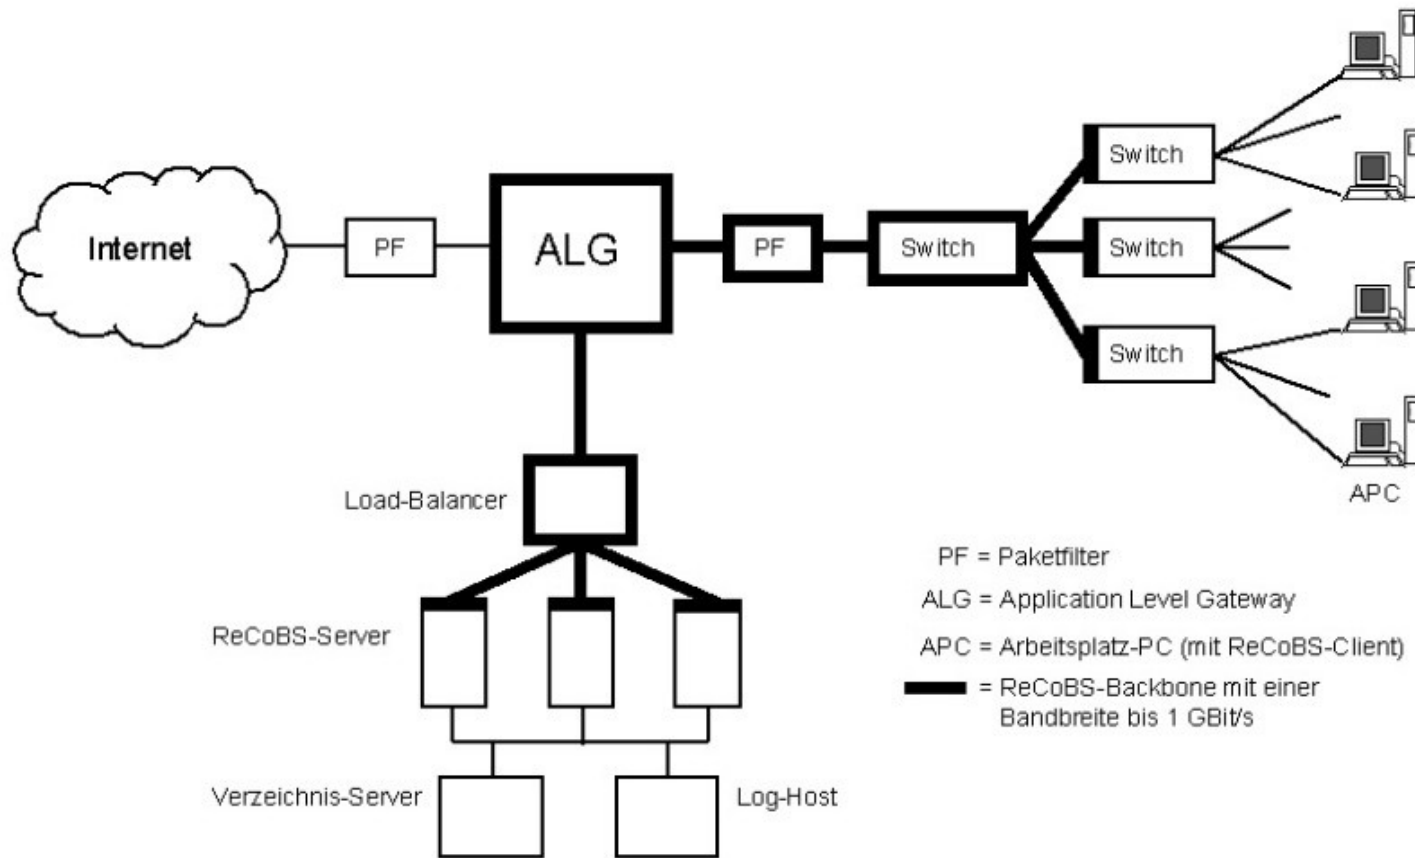 Internet
PF
ALG
PF
Switch
Switch
Switch
Switch
APC
Load-Balancer
ReCoBS-Server
Verzeichnis-Server
Log-Host
PF = Paketfilter
ALG = Application Level Gateway
APC = Arbeitsplatz-PC (mit ReCoBS-Client)
= ReCoBS-Backbone mit einer
Bandbreite bis 1 GBit/s